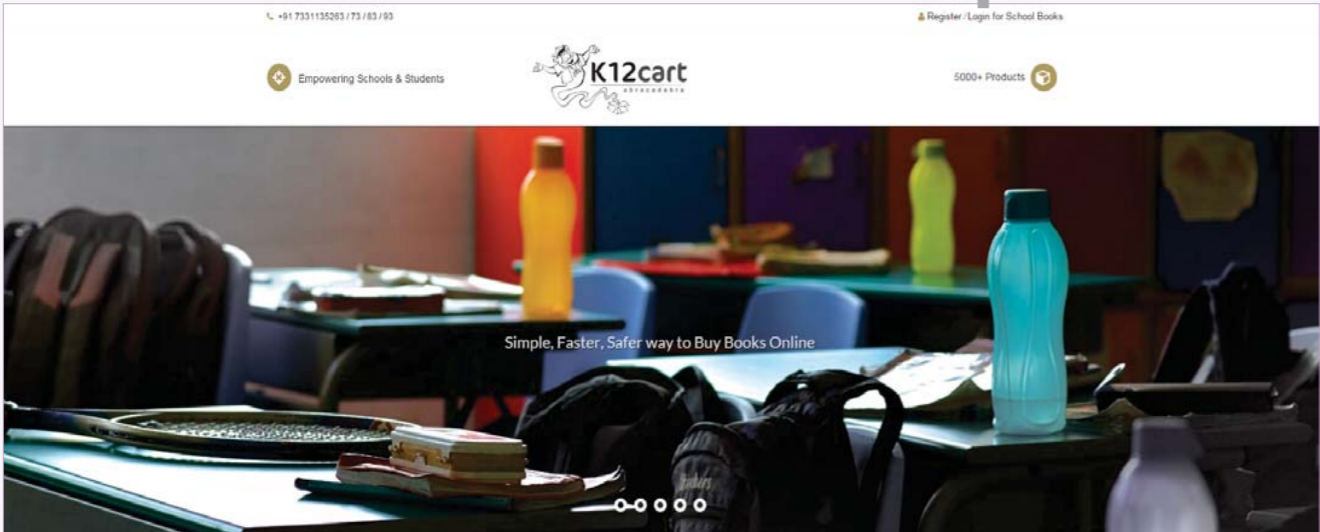 +91 7331135263 / 73 / 83 / 93
Register / Login for School Books
Empowering Schools & Students
K12cart
abracadabra
5000+ Products
Simple, Faster, Safer way to Buy Books Online